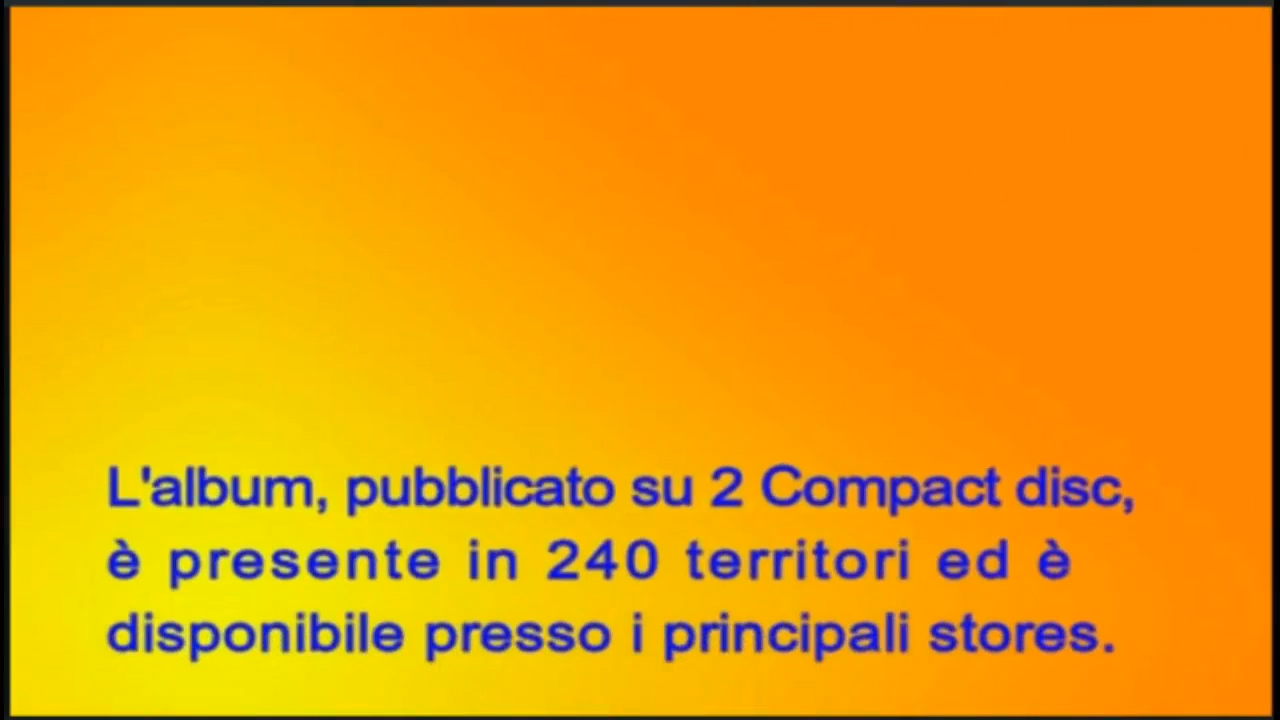 L'album, pubblicato su 2 Compact disc,
è presente in 240 territori ed è
disponibile presso i principali stores.